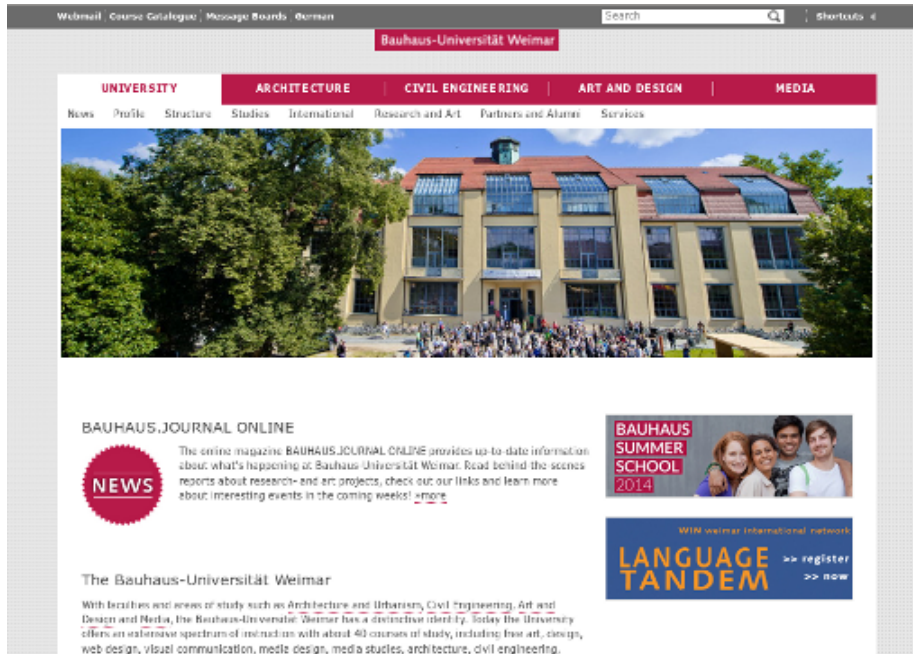 Webmail Course Catalogue Message Boards German Search Shortcuts
Bauhaus-Universität Weimar
UNIVERSITY ARCHITECTURE CIVIL ENGINEERING ART AND DESIGN MEDIA
News Profile Structure Studies International Research and Art Partners and Alumni Services
BAUHAUS.JOURNAL ONLINE
NEWS
The online magazine BAUHAUS.JOURNAL ONLINE provides up-to-date information
about what's happening at Bauhaus-Universität Weimar. Read behind-the-scenes
reports about research- and art projects, check out our links and learn more
about interesting events in the coming weeks! »more
BAUHAUS
SUMMER
SCHOOL
2014
WIN weimar international network
LANGUAGE >> register
TANDEM >> now
The Bauhaus-Universität Weimar
With faculties and areas of study such as Architecture and Urbanism, Civil Engineering, Art and
Design and Media, the Bauhaus-Universität Weimar has a distinctive identity. Today the University
offers an extensive spectrum of instruction with about 40 courses of study, including free art, design,
web design, visual communication, media design, media studies, architecture, civil engineering,